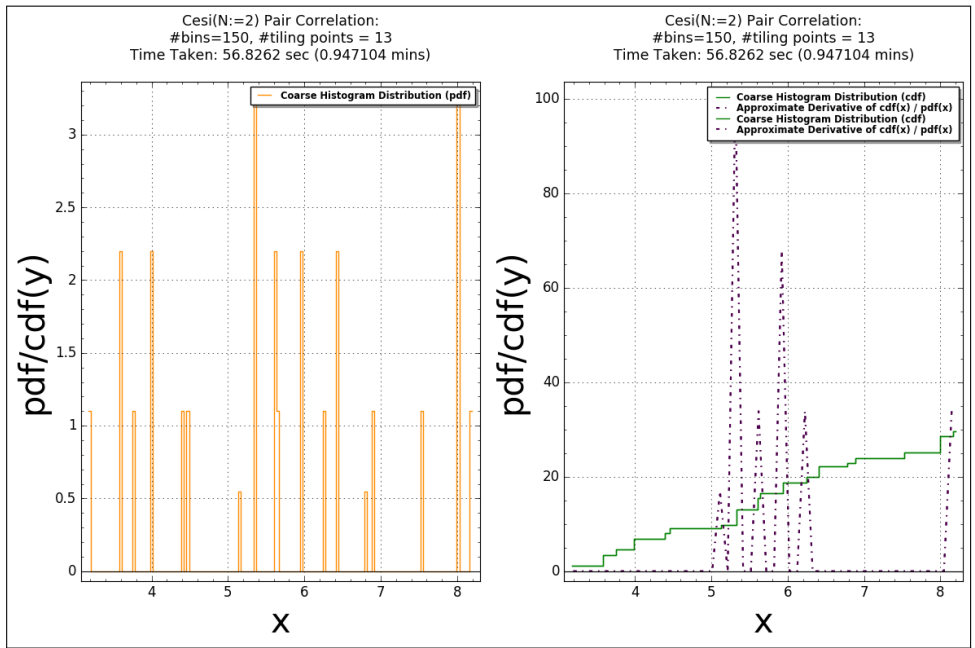 Cesi(N:=2) Pair Correlation:
#bins=150, #tiling points = 13
Time Taken: 56.8262 sec (0.947104 mins)
Coarse Histogram Distribution (pdf)
3
2.5
2
1.5
1
0.5
0
4
5
6
7
8
pdf/cdf(y)
x
Cesi(N:=2) Pair Correlation:
#bins=150, #tiling points = 13
Time Taken: 56.8262 sec (0.947104 mins)
Coarse Histogram Distribution (cdf)
Approximate Derivative of cdf(x) / pdf(x)
Coarse Histogram Distribution (cdf)
Approximate Derivative of cdf(x) / pdf(x)
100
80
60
40
20
0
4
5
6
7
8
pdf/cdf(y)
x